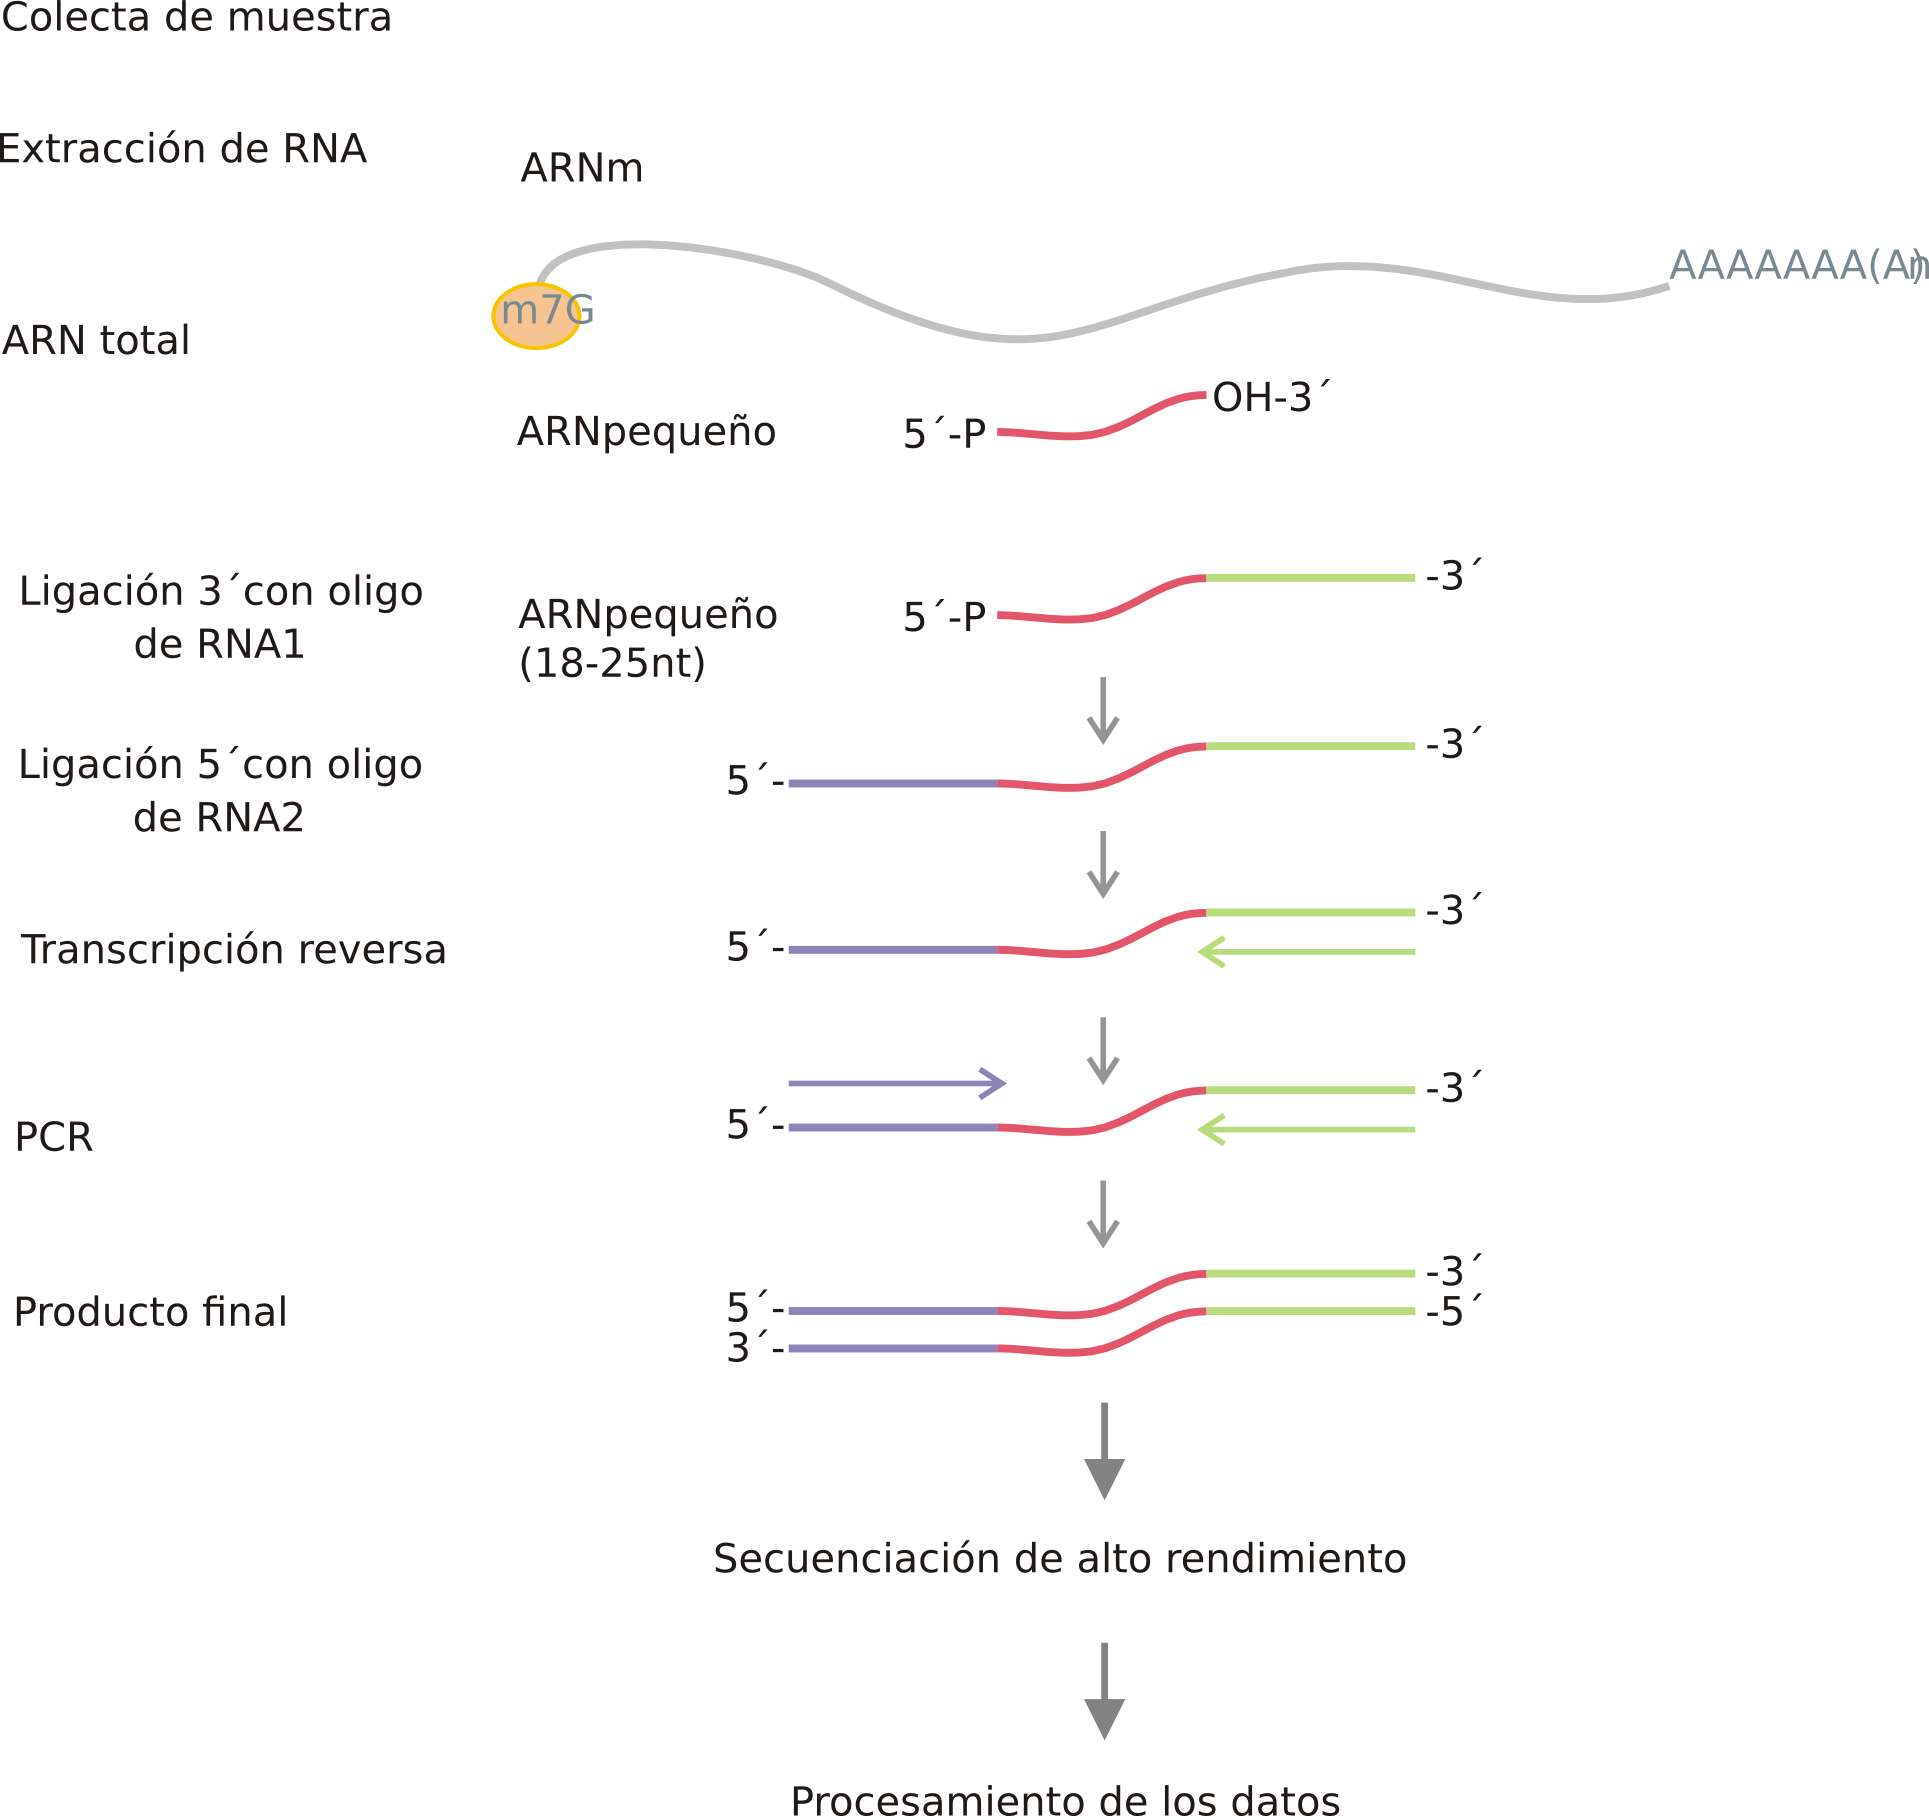 Colecta de muestra
Extracción de RNA
ARNm
AAAAAAA(A)n
m7G
ARN total
OH-3´
ARNpequeño
5´-P
-3´
Ligación 3´con oligo
de RNA1
ARNpequeño
(18-25nt)
5´-P
-3´
Ligación 5´con oligo
de RNA2
5´-
-3´
Transcripción reversa
5´-
-3´
PCR
5´-
-3´
Producto final
5´-
-5´
3´-
Secuenciación de alto rendimiento
Procesamiento de los datos